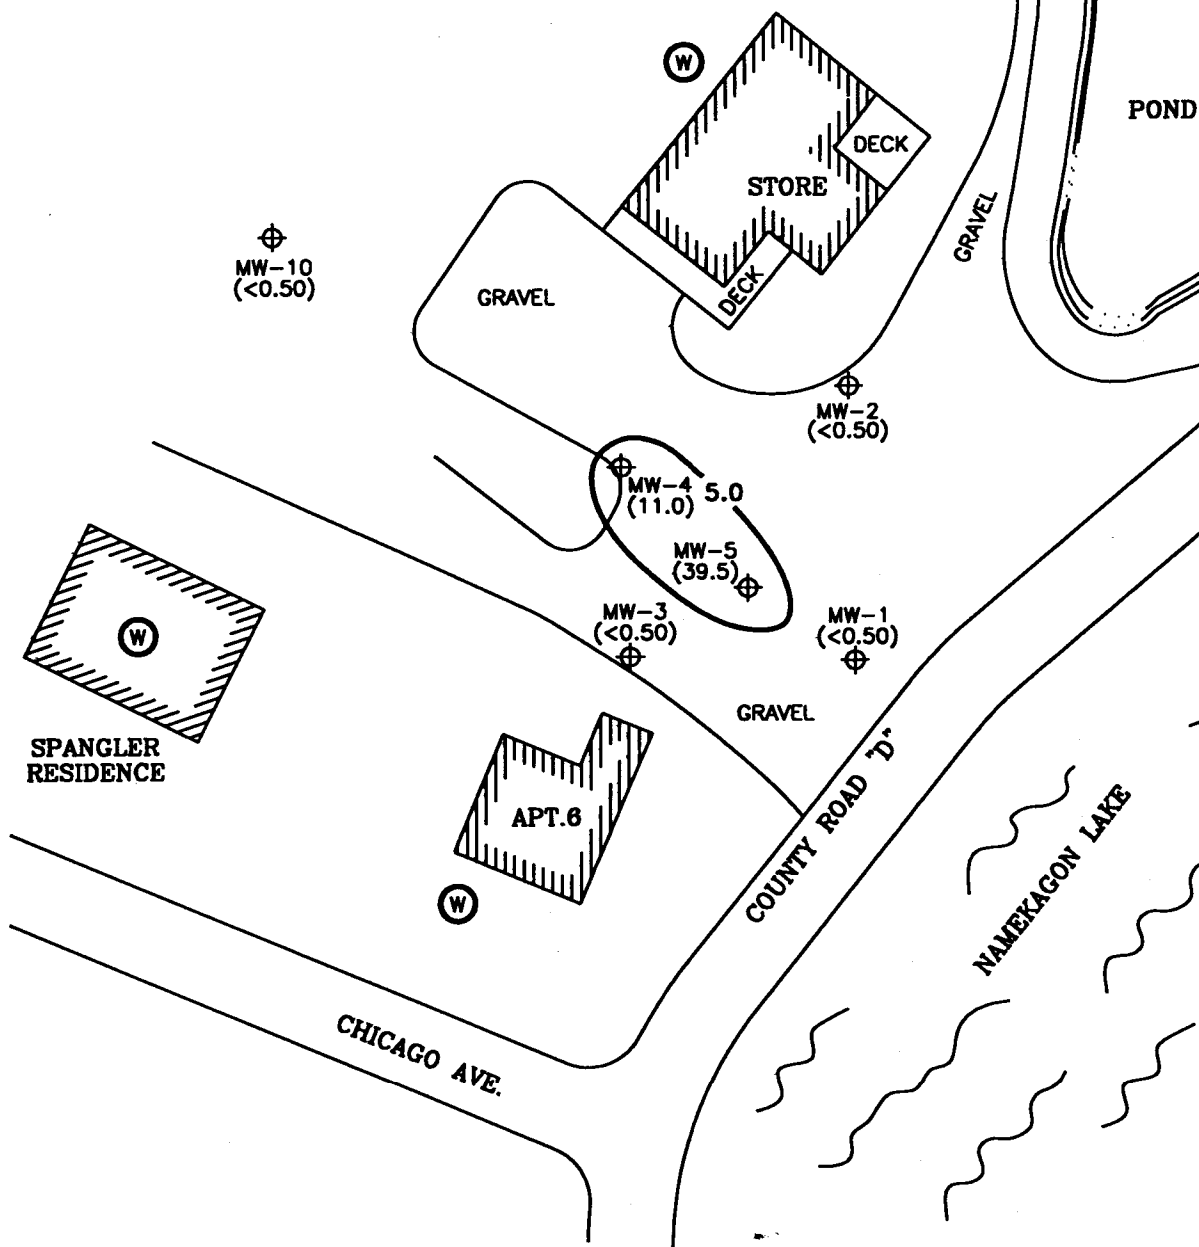 W
POND
DECK
STORE
GRAVEL
MW-10
(<0.50)
GRAVEL
DECK
MW-2
(<0.50)
MW-4
(11.0)
5.0
MW-5
(39.5)
MW-3
(<0.50)
MW-1
(<0.50)
W
GRAVEL
SPANGLER
RESIDENCE
APT.6
COUNTY ROAD "D"
NAMEKAGON LAKE
W
CHICAGO AVE.